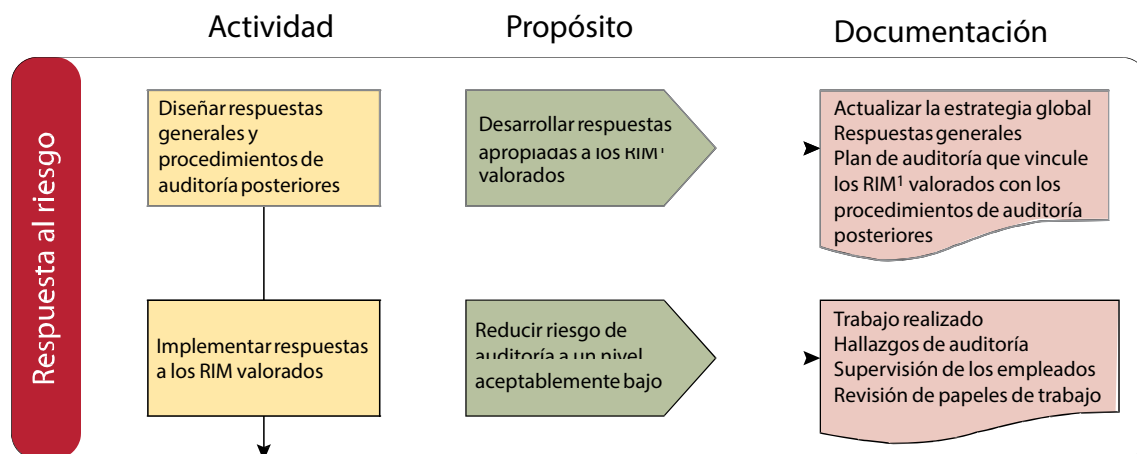 Actividad
Propósito
Documentación
Respuesta al riesgo
Diseñar respuestas
generales y
procedimientos de
auditoría posteriores
Desarrollar respuestas
apropiadas a los RIM¹
valorados
Actualizar la estrategia global
Respuestas generales
Plan de auditoría que vincule
los RIM¹ valorados con los
procedimientos de auditoría
posteriores
Implementar respuestas
a los RIM valorados
Reducir riesgo de
auditoría a un nivel
aceptablemente bajo
Trabajo realizado
Hallazgos de auditoría
Supervisión de los empleados
Revisión de papeles de trabajo